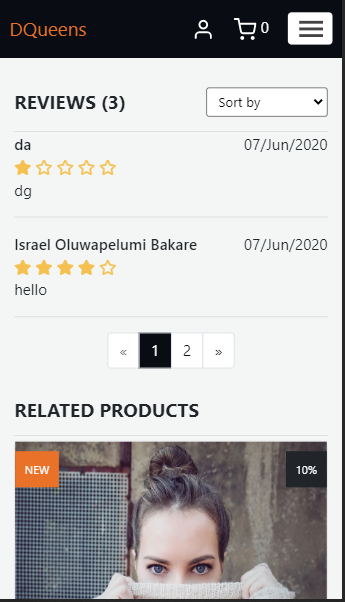 DQueens 0
REVIEWS (3) Sort by
da 07/Jun/2020
dg
Israel Oluwapelumi Bakare 07/Jun/2020
hello
« 1 2 »
RELATED PRODUCTS
NEW 10%